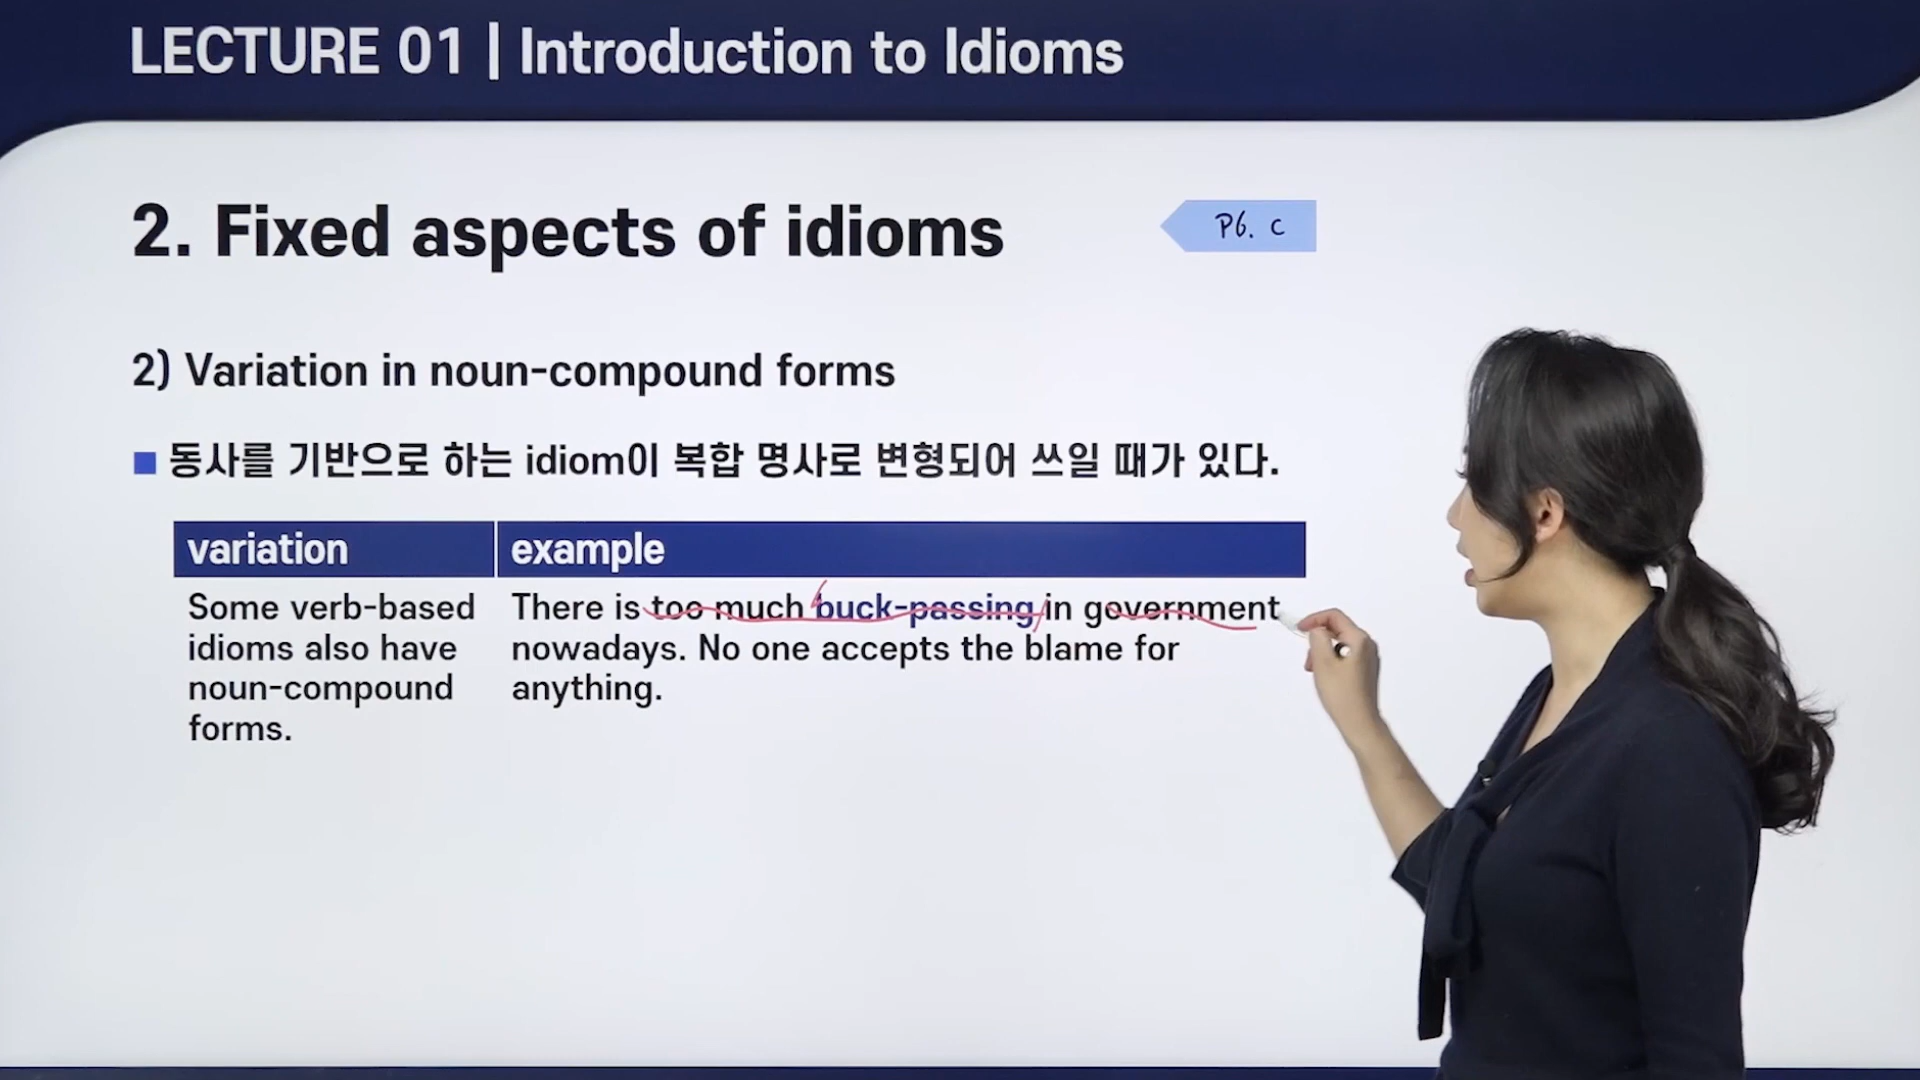 LECTURE 01 | Introduction to Idioms
2. Fixed aspects of idioms
P6. C
2) Variation in noun-compound forms
■ 동사를 기반으로 하는 idiom이 복합 명사로 변형되어 쓰일 때가 있다.
variation
example
Some verb-based
idioms also have
noun-compound
forms.
There is too much buck-passing in government
nowadays. No one accepts the blame for
anything.